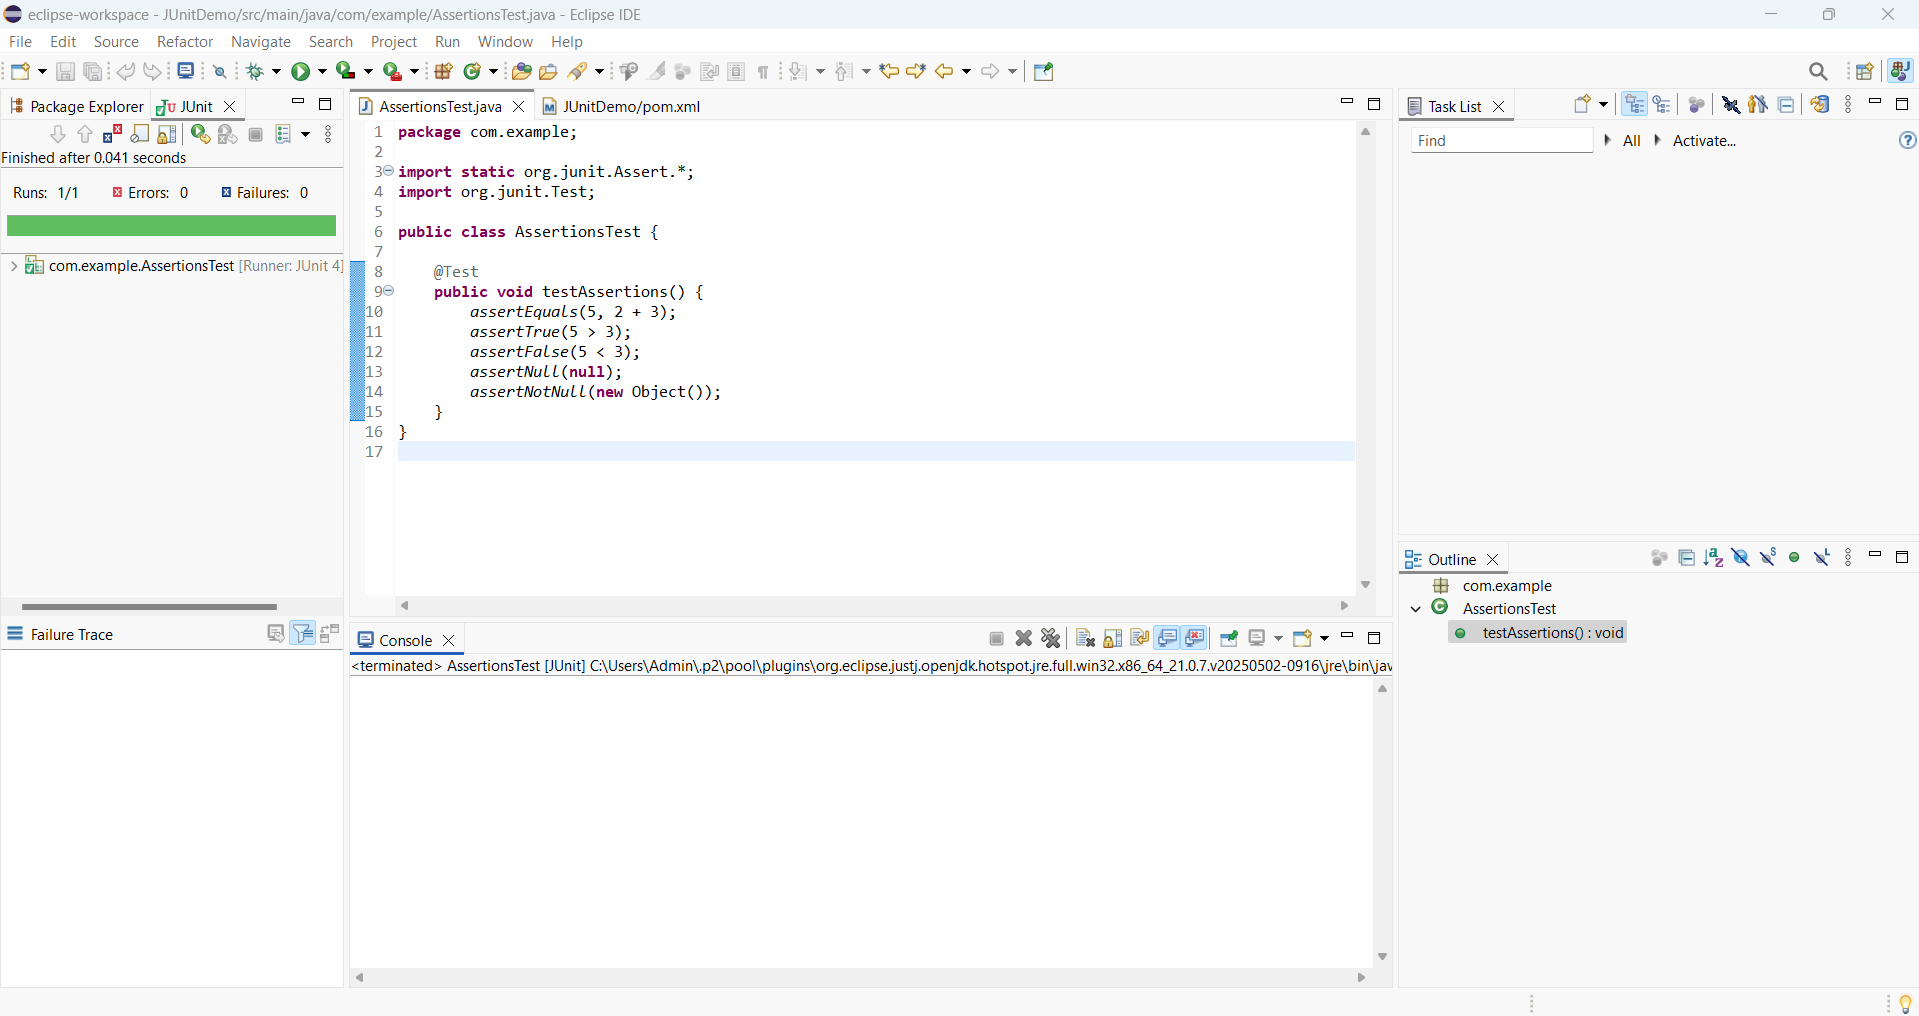 eclipse-workspace - JUnitDemo/src/main/java/com/example/AssertionsTest.java - Eclipse IDE
File Edit Source Refactor Navigate Search Project Run Window Help
Package Explorer JUnit
Finished after 0.041 seconds
Runs: 1/1 Errors: 0 Failures: 0
com.example.AssertionsTest [Runner: JUnit 4]
Failure Trace
AssertionsTest.java JUnitDemo/pom.xml
1 package com.example;
2
3 import static org.junit.Assert.*;
4 import org.junit.Test;
5
6 public class AssertionsTest {
7
8     @Test
9     public void testAssertions() {
10         assertEquals(5, 2 + 3);
11         assertTrue(5 > 3);
12         assertFalse(5 < 3);
13         assertNull(null);
14         assertNotNull(new Object());
15     }
16 }
17
Console
<terminated> AssertionsTest [JUnit] C:\Users\Admin\.p2\pool\plugins\org.eclipse.justj.openjdk.hotspot.jre.full.win32.x86_64_21.0.7.v20250502-0916\jre\bin\jav
Task List
Find All Activate...
Outline
com.example
AssertionsTest
testAssertions() : void